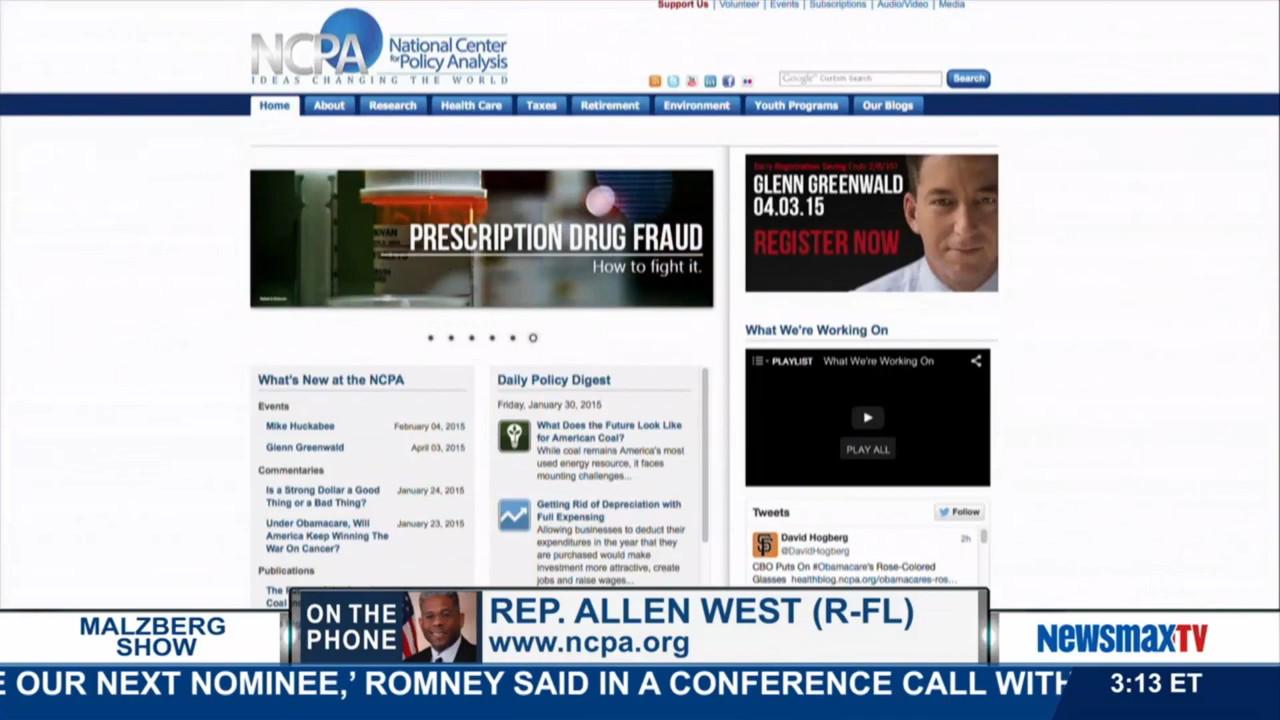 Support Us | Volunteer | Events | Subscriptions | Audio/Video | Media
NCPA
National Center
for Policy Analysis
IDEAS CHANGING THE WORLD
Google Custom Search
Search
Home
About
Research
Health Care
Taxes
Retirement
Environment
Youth Programs
Our Blogs
PRESCRIPTION DRUG FRAUD
How to fight it.
GLENN GREENWALD
04.03.15
REGISTER NOW
What We're Working On
PLAYLIST What We're Working On
PLAY ALL
What's New at the NCPA
Events
Mike Huckabee February 04, 2015
Glenn Greenwald April 03, 2015
Commentaries
Is a Strong Dollar a Good January 24, 2015
Thing or a Bad Thing?
Under Obamacare, Will January 23, 2015
America Keep Winning The
War On Cancer?
Publications
The
Coal
Daily Policy Digest
Friday, January 30, 2015
What Does the Future Look Like
for American Coal?
While coal remains America's most
used energy resource, it faces
mounting challenges...
Getting Rid of Depreciation with
Full Expensing
Allowing businesses to deduct their
expenditures in the year that they
are purchased would make
investment more attractive, create
jobs and raise wages...
Tweets
Follow
David Hogberg 2h
@DavidHogberg
CBO Puts On #Obamacare's Rose-Colored
Glasses healthblog.ncpa.org/obamacares-ros...
MALZBERG
SHOW
ON THE
PHONE
REP. ALLEN WEST (R-FL)
www.ncpa.org
NEWSMAXTV
E OUR NEXT NOMINEE,' ROMNEY SAID IN A CONFERENCE CALL WITH
3:13 ET